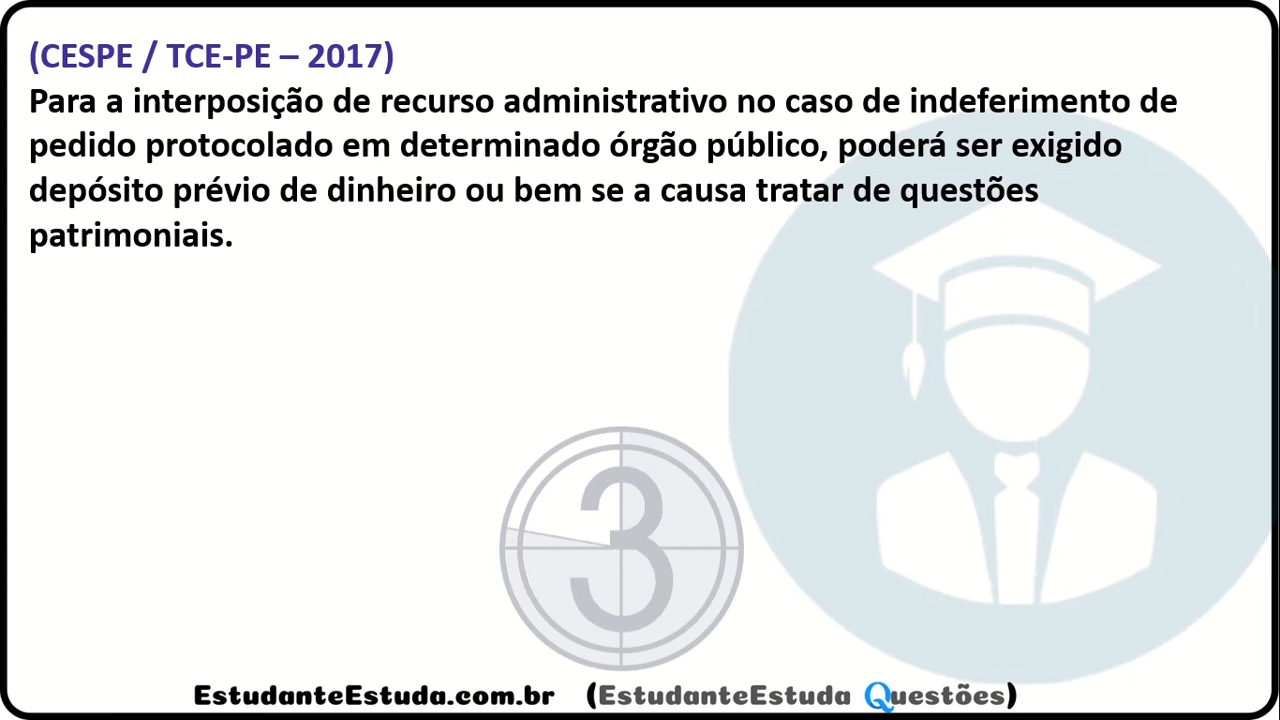 (CESPE / TCE-PE – 2017)
Para a interposição de recurso administrativo no caso de indeferimento de
pedido protocolado em determinado órgão público, poderá ser exigido
depósito prévio de dinheiro ou bem se a causa tratar de questões
patrimoniais.
3
EstudanteEstuda.com.br (EstudanteEstuda Questões)